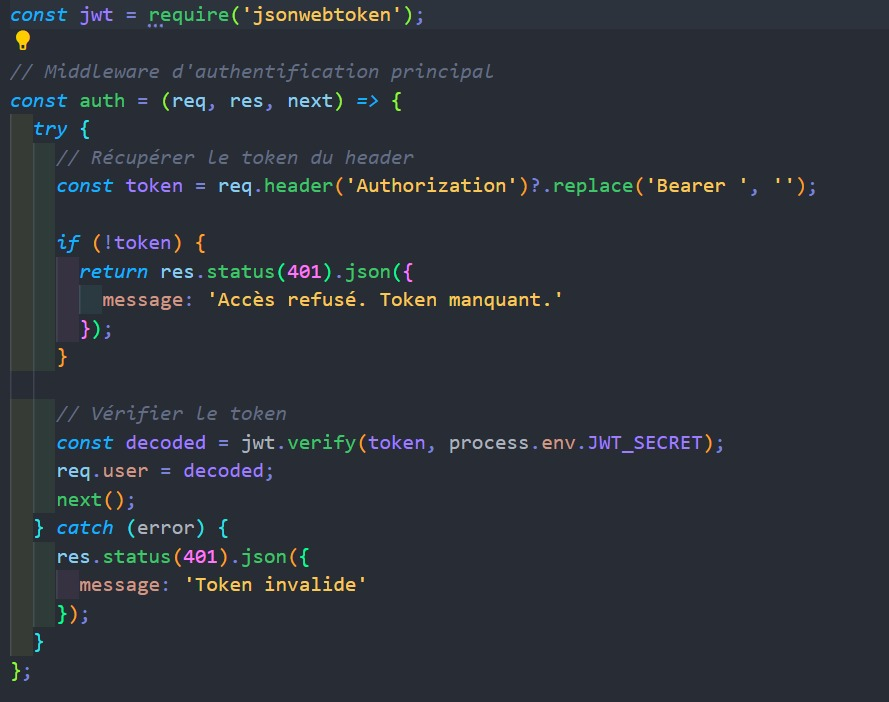 const jwt = require('jsonwebtoken');
// Middleware d'authentification principal
const auth = (req, res, next) => {
  try {
    // Récupérer le token du header
    const token = req.header('Authorization')?.replace('Bearer ', '');

    if (!token) {
      return res.status(401).json({
        message: 'Accès refusé. Token manquant.'
      });
    }

    // Vérifier le token
    const decoded = jwt.verify(token, process.env.JWT_SECRET);
    req.user = decoded;
    next();
  } catch (error) {
    res.status(401).json({
      message: 'Token invalide'
    });
  }
};